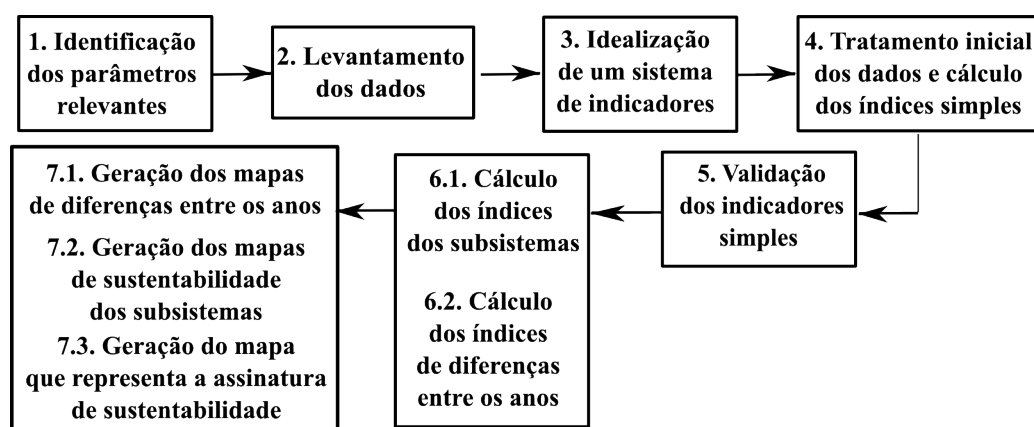 1. Identificação
dos parâmetros
relevantes
2. Levantamento
dos dados
3. Idealização
de um sistema
de indicadores
4. Tratamento inicial
dos dados e cálculo
dos índices simples
5. Validação
dos indicadores
simples
6.1. Cálculo
dos índices
dos subsistemas
6.2. Cálculo
dos índices
de diferenças
entre os anos
7.1. Geração dos mapas
de diferenças entre os anos
7.2. Geração dos mapas
de sustentabilidade
dos subsistemas
7.3. Geração do mapa
que representa a assinatura
de sustentabilidade